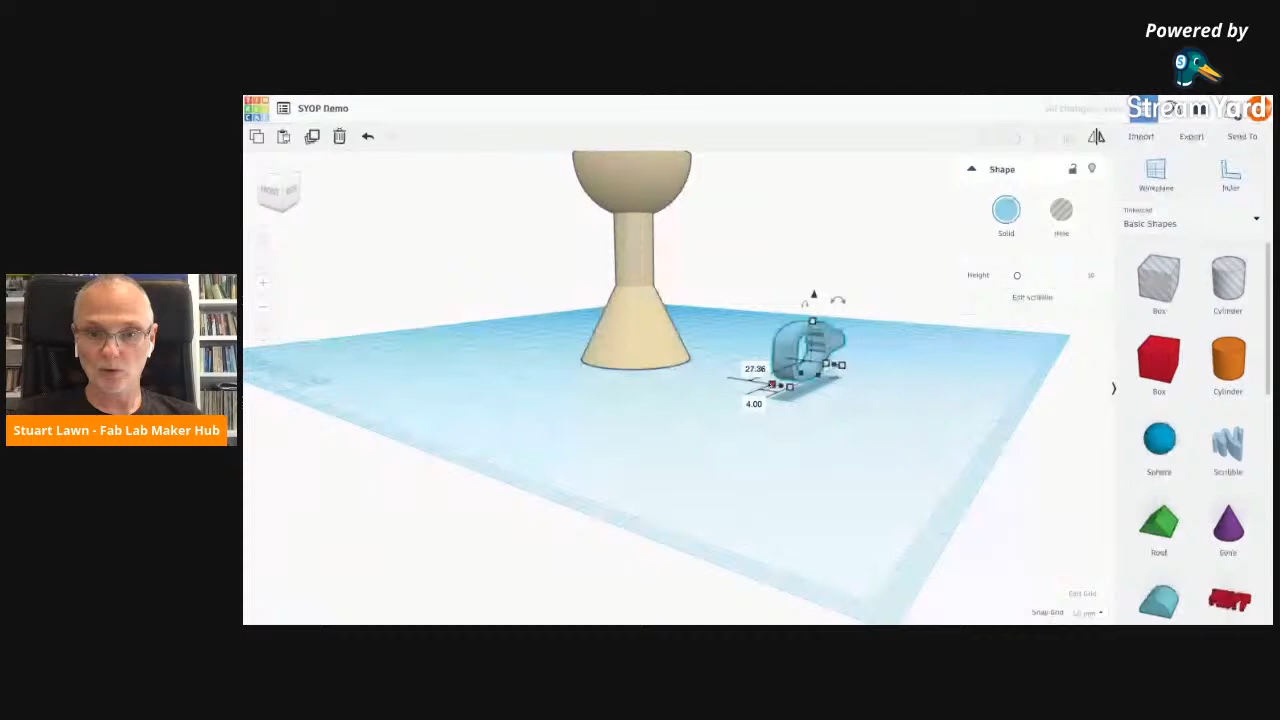 Powered by
StreamYard
SYOP Demo
Import
Export
Send To
Shape
Workplane
Ruler
Solid
Hole
Tinkercad
Basic Shapes
Height
10
Edit Scribble
Box
Cylinder
27.36
4.00
Box
Cylinder
Stuart Lawn - Fab Lab Maker Hub
Sphere
Scribble
Roof
Cone
Edit Grid
Snap Grid